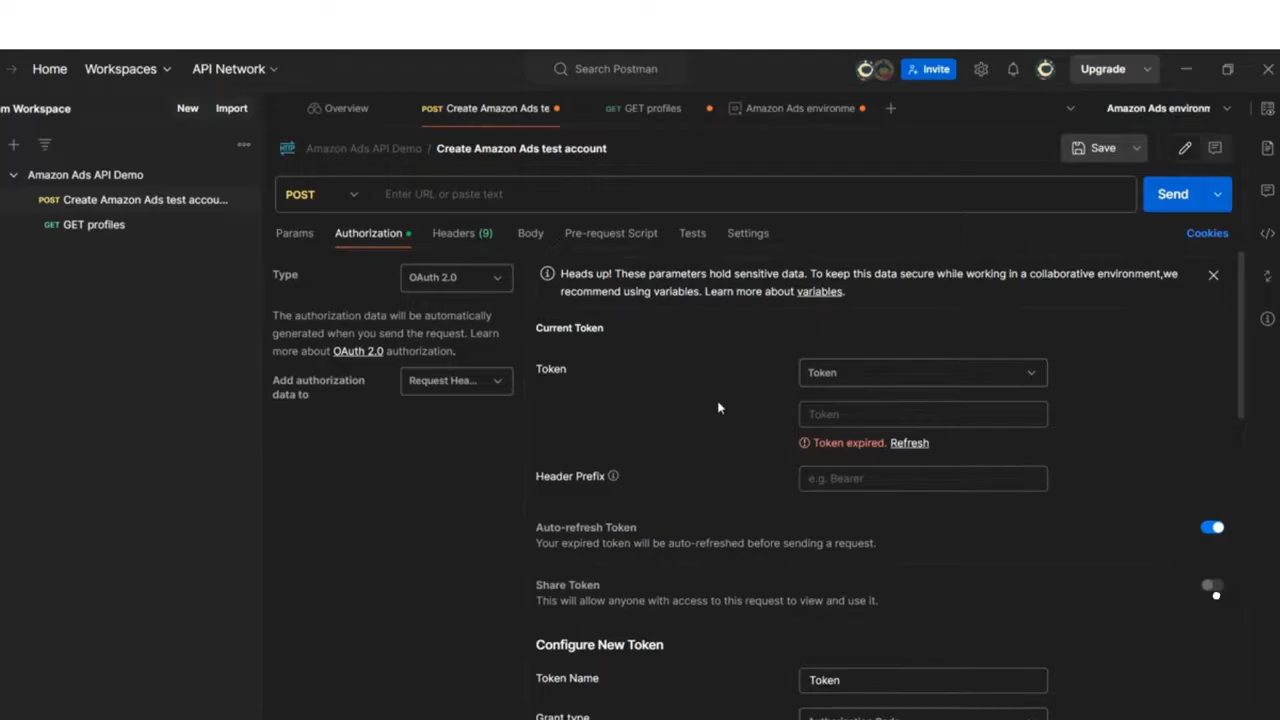 Home Workspaces API Network Search Postman Invite Upgrade
m Workspace New Import Overview POST Create Amazon Ads te GET GET profiles Amazon Ads environme Amazon Ads environm
HTTP Amazon Ads API Demo / Create Amazon Ads test account Save
Amazon Ads API Demo
POST Create Amazon Ads test accou...
GET GET profiles
POST Enter URL or paste text Send
Params Authorization Headers (9) Body Pre-request Script Tests Settings Cookies
Type OAuth 2.0
The authorization data will be automatically
generated when you send the request. Learn
more about OAuth 2.0 authorization.
Add authorization
data to
Request Hea...
Heads up! These parameters hold sensitive data. To keep this data secure while working in a collaborative environment,we
recommend using variables. Learn more about variables.
Current Token
Token Token
Token
Token expired. Refresh
Header Prefix e.g. Bearer
Auto-refresh Token
Your expired token will be auto-refreshed before sending a request.
Share Token
This will allow anyone with access to this request to view and use it.
Configure New Token
Token Name Token
Grant type Authorization Code